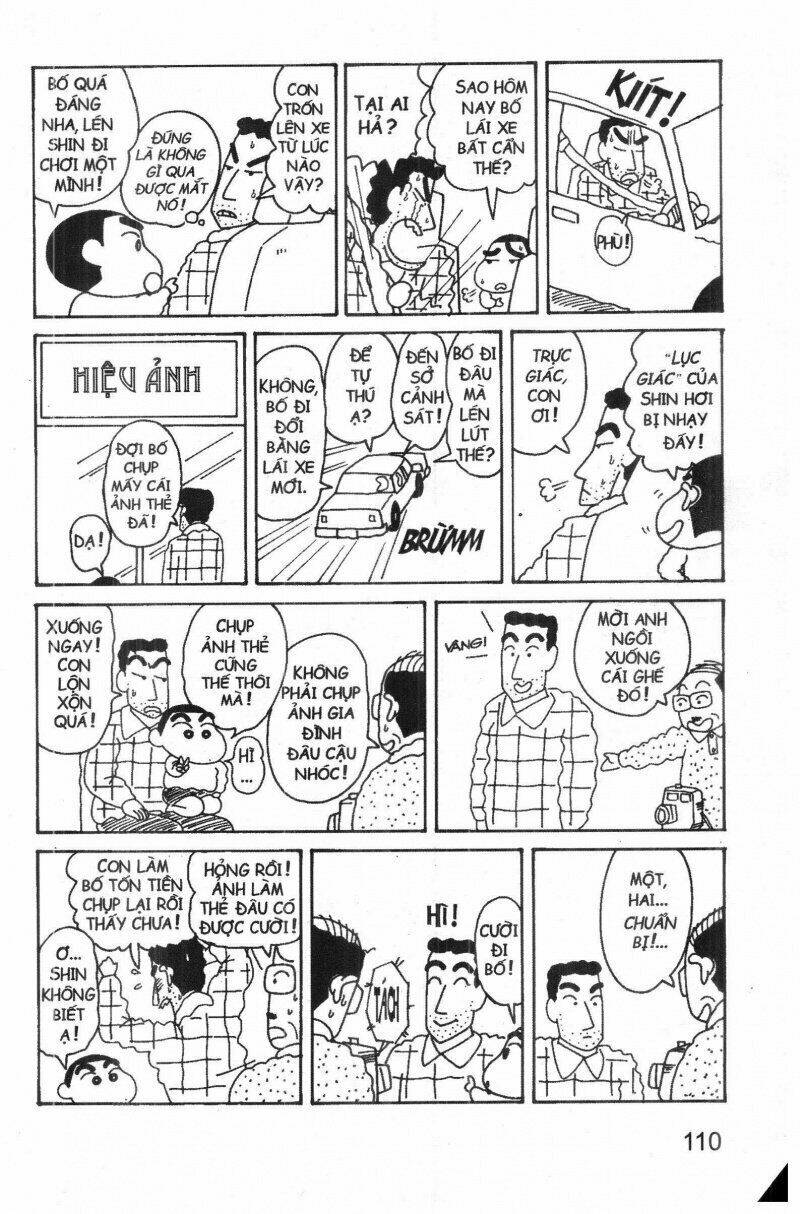 KIIÍT!
PHÙ!
SAO HÔM
NAY BỐ
LÁI XE
BẤT CẨN
THẾ?
TẠI AI
HẢ?
CON
TRỐN
LÊN XE
TỪ LÚC
NÀO
VẬY?
ĐÚNG
LÀ KHÔNG
GÌ QUA
ĐƯỢC MẮT
NÓ!
BỐ QUÁ
ĐÁNG
NHA, LÉN
SHIN ĐI
CHƠI MỘT
MÌNH!
"LỤC
GIÁC" CỦA
SHIN HƠI
BỊ NHẠY
ĐẤY!
TRỰC
GIÁC,
CON
ƠI!
BỐ ĐI
ĐÂU
MÀ
LÉN
LÚT
THẾ?
ĐẾN
SỞ
CẢNH
SÁT!
ĐỂ
TỰ
THÚ
Ạ?
KHÔNG,
BỐ ĐI
ĐỔI
BẰNG
LÁI XE
MỚI.
BRỪMM
HIỆU ẢNH
ĐỢI BỐ
CHỤP
MẤY CÁI
ẢNH THẺ
ĐÃ!
DẠ!
MỜI ANH
NGỒI
XUỐNG
CÁI GHẾ
ĐÓ!
VÂNG!
KHÔNG
PHẢI CHỤP
ẢNH GIA
ĐÌNH
ĐÂU CẬU
NHÓC!
CHỤP
ẢNH THẺ
CŨNG
THẾ THÔI
MÀ!
HÌ
...
XUỐNG
NGAY!
CON
LỘN
XỘN
QUÁ!
MỘT,
HAI...
CHUẨN
BỊ!...
CƯỜI
ĐI
BỐ!
HÌ!
TÁCH
HỎNG RỒI!
ẢNH LÀM
THẺ ĐÂU CÓ
ĐƯỢC CƯỜI!
CON LÀM
BỐ TỐN TIỀN
CHỤP LẠI RỒI
THẤY CHƯA!
Ơ...
SHIN
KHÔNG
BIẾT
Ạ!
110